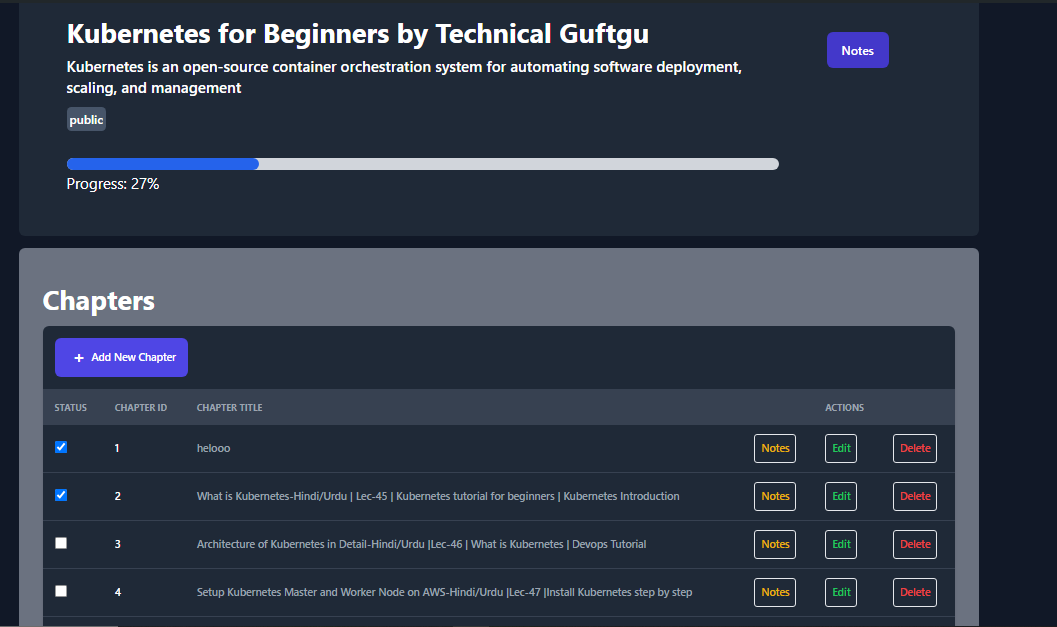 Kubernetes for Beginners by Technical Guftgu
Notes
Kubernetes is an open-source container orchestration system for automating software deployment,
scaling, and management
public
Progress: 27%
Chapters
+ Add New Chapter
STATUS CHAPTER ID CHAPTER TITLE ACTIONS
1 helooo Notes Edit Delete
2 What is Kubernetes-Hindi/Urdu | Lec-45 | Kubernetes tutorial for beginners | Kubernetes Introduction Notes Edit Delete
3 Architecture of Kubernetes in Detail-Hindi/Urdu |Lec-46 | What is Kubernetes | Devops Tutorial Notes Edit Delete
4 Setup Kubernetes Master and Worker Node on AWS-Hindi/Urdu |Lec-47 |Install Kubernetes step by step Notes Edit Delete